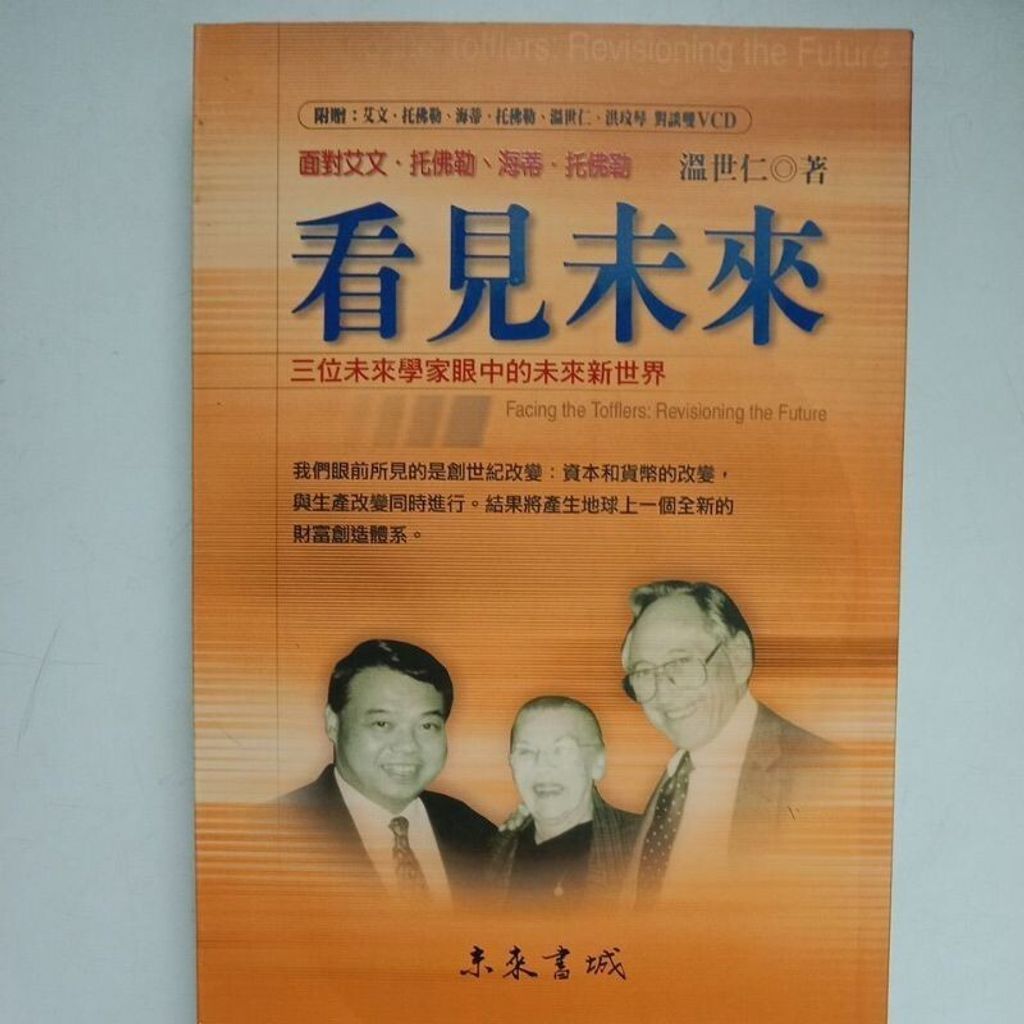 Tofflers: Revisioning the Future
附贈：艾文‧托佛勒、海蒂‧托佛勒、溫世仁、洪玟琴 對談雙VCD
面對艾文‧托佛勒、海蒂‧托佛勒 溫世仁◎著
看見未來
三位未來學家眼中的未來新世界
Facing the Tofflers: Revisioning the Future
我們眼前所見的是創世紀改變：資本和貨幣的改變，
與生產改變同時進行。結果將產生地球上一個全新的
財富創造體系。
未來書城